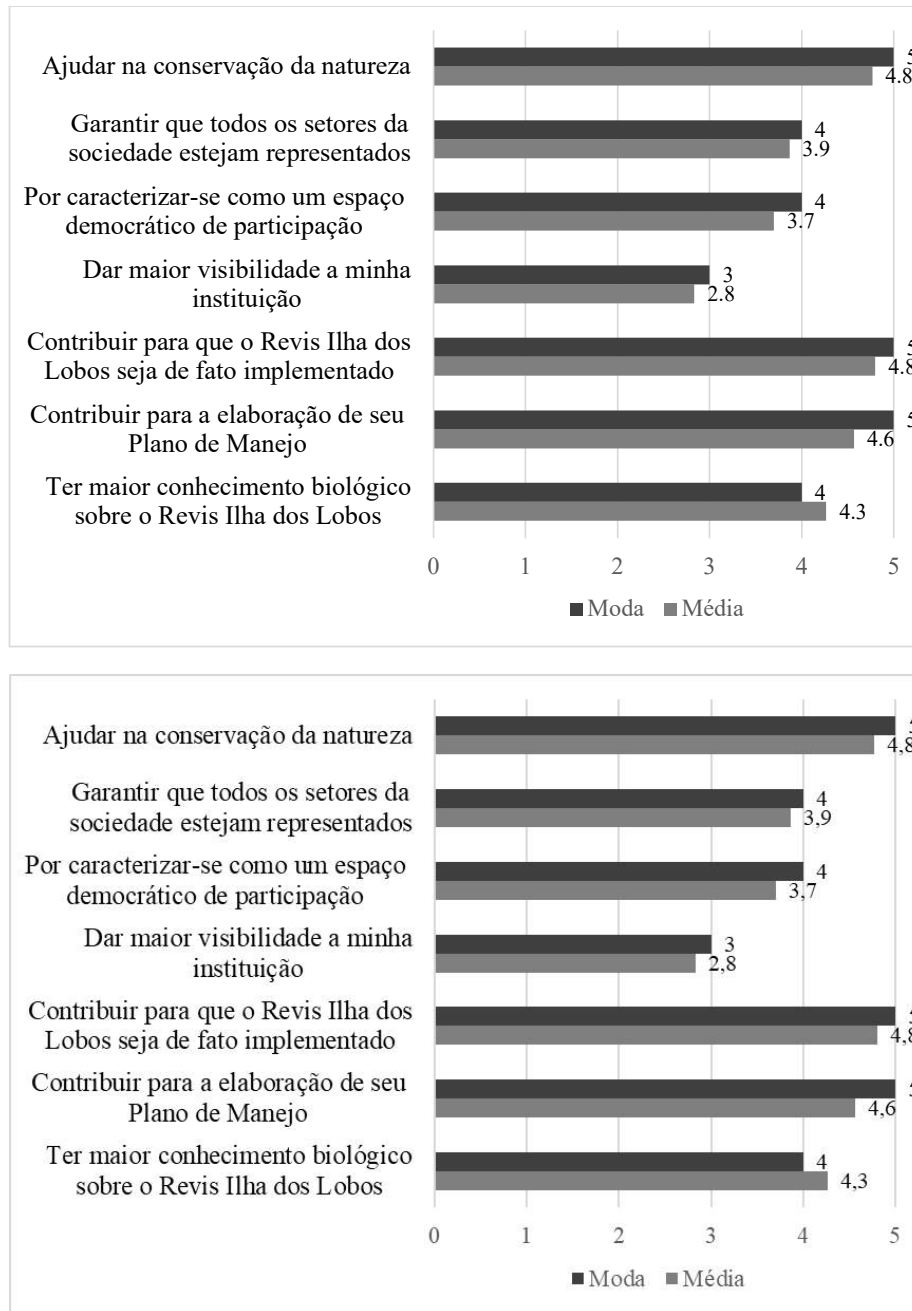 Ajudar na conservação da natureza
5
4.8
Garantir que todos os setores da
sociedade estejam representados
4
3.9
Por caracterizar-se como um espaço
democrático de participação
4
3.7
Dar maior visibilidade a minha
instituição
3
2.8
Contribuir para que o Revis Ilha dos
Lobos seja de fato implementado
5
4.8
Contribuir para a elaboração de seu
Plano de Manejo
5
4.6
Ter maior conhecimento biológico
sobre o Revis Ilha dos Lobos
4
4.3
0 1 2 3 4 5
Moda Média
Ajudar na conservação da natureza
4,8
Garantir que todos os setores da
sociedade estejam representados
4
3,9
Por caracterizar-se como um espaço
democrático de participação
4
3,7
Dar maior visibilidade a minha
instituição
3
2,8
Contribuir para que o Revis Ilha dos
Lobos seja de fato implementado
4,8
Contribuir para a elaboração de seu
Plano de Manejo
4,6
Ter maior conhecimento biológico
sobre o Revis Ilha dos Lobos
4
4,3
0 1 2 3 4 5
Moda Média